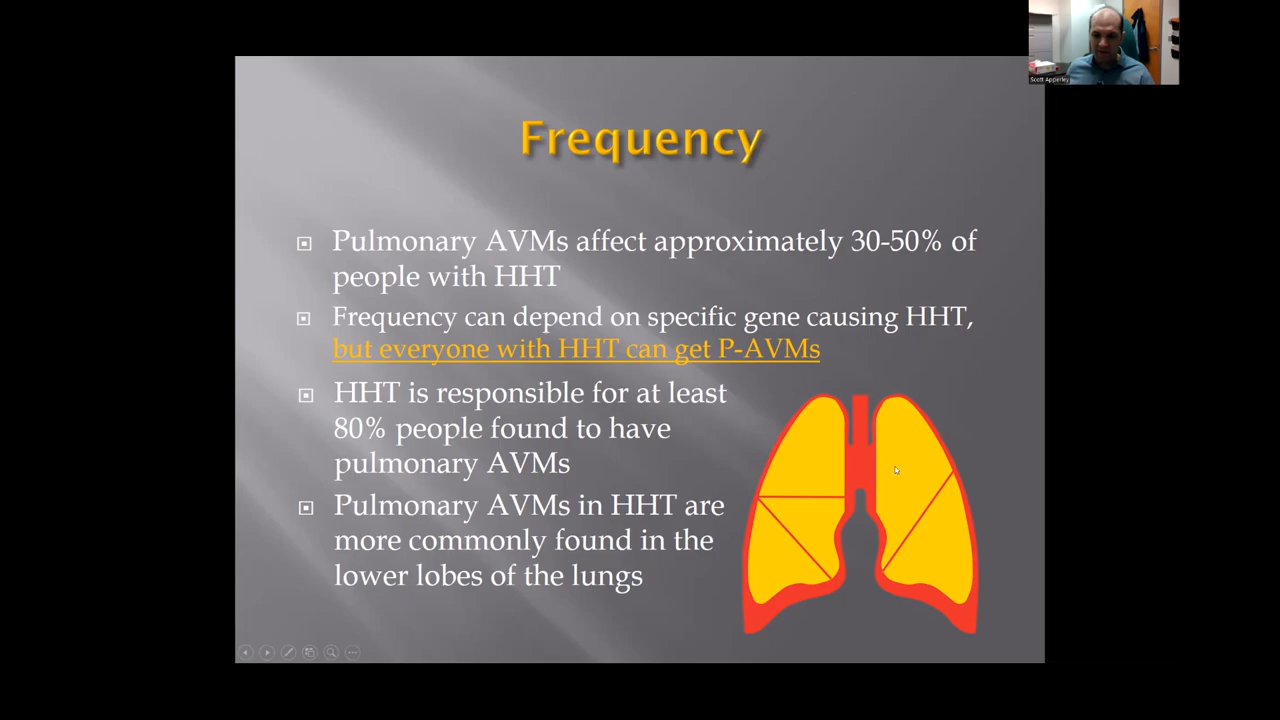 Scott Apperley
Frequency
Pulmonary AVMs affect approximately 30-50% of
people with HHT
Frequency can depend on specific gene causing HHT,
but everyone with HHT can get P-AVMs
HHT is responsible for at least
80% people found to have
pulmonary AVMs
Pulmonary AVMs in HHT are
more commonly found in the
lower lobes of the lungs